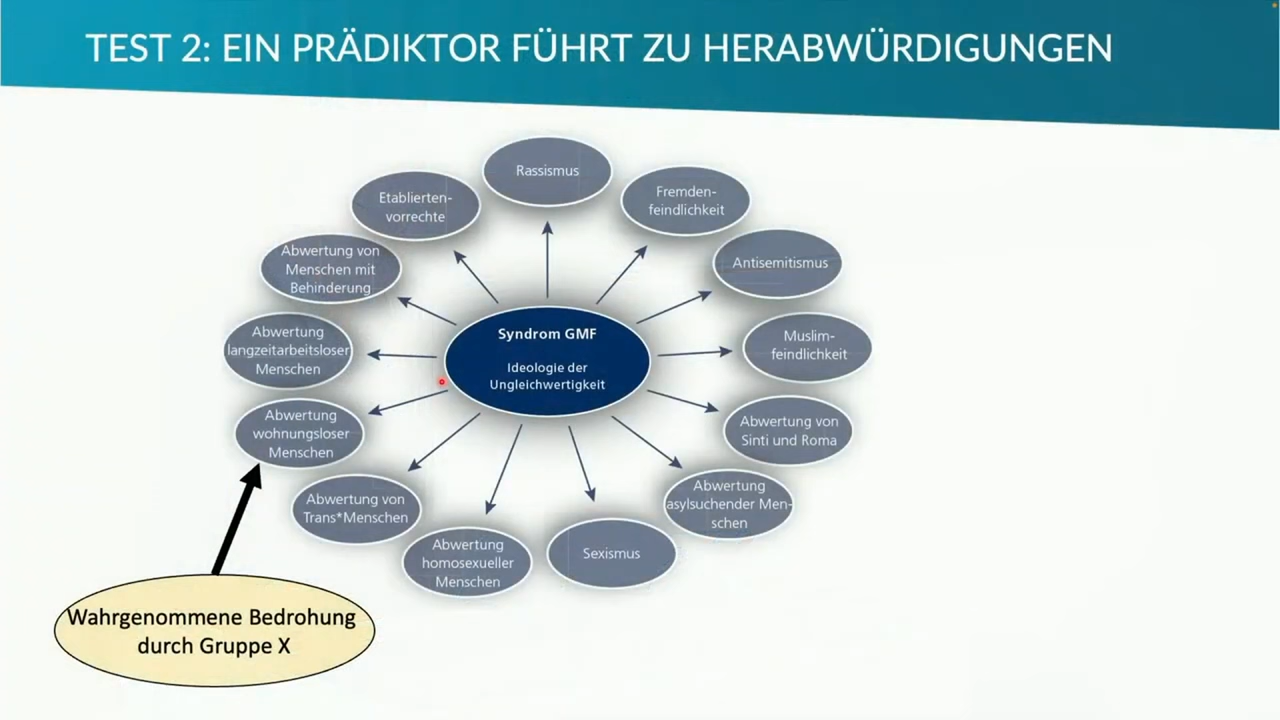 TEST 2: EIN PRÄDIKTOR FÜHRT ZU HERABWÜRDIGUNGEN
Rassismus
Etablierten-
vorrechte
Fremden-
feindlichkeit
Abwertung von
Menschen mit
Behinderung
Antisemitismus
Abwertung
langzeitarbeitsloser
Menschen
Syndrom GMF
Ideologie der
Ungleichwertigkeit
Muslim-
feindlichkeit
Abwertung
wohnungsloser
Menschen
Abwertung von
Sinti und Roma
Abwertung von
Trans*Menschen
Abwertung
asylsuchender Men-
schen
Abwertung
homosexueller
Menschen
Sexismus
Wahrgenommene Bedrohung
durch Gruppe X